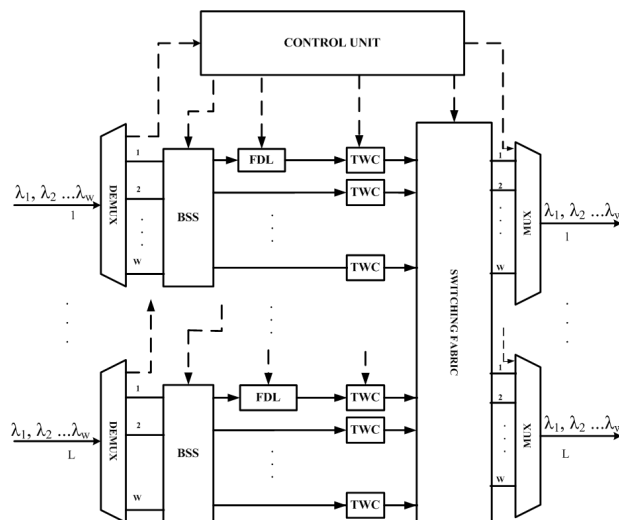 CONTROL UNIT
DEMUX
λ1, λ2 ...λw
1
1
2
W
BSS
FDL
TWC
TWC
TWC
SWITCHING FABRIC
1
2
W
MUX
λ1, λ2 ...λw
1
DEMUX
λ1, λ2 ...λw
L
1
2
W
BSS
FDL
TWC
TWC
TWC
1
2
W
MUX
λ1, λ2 ...λw
L